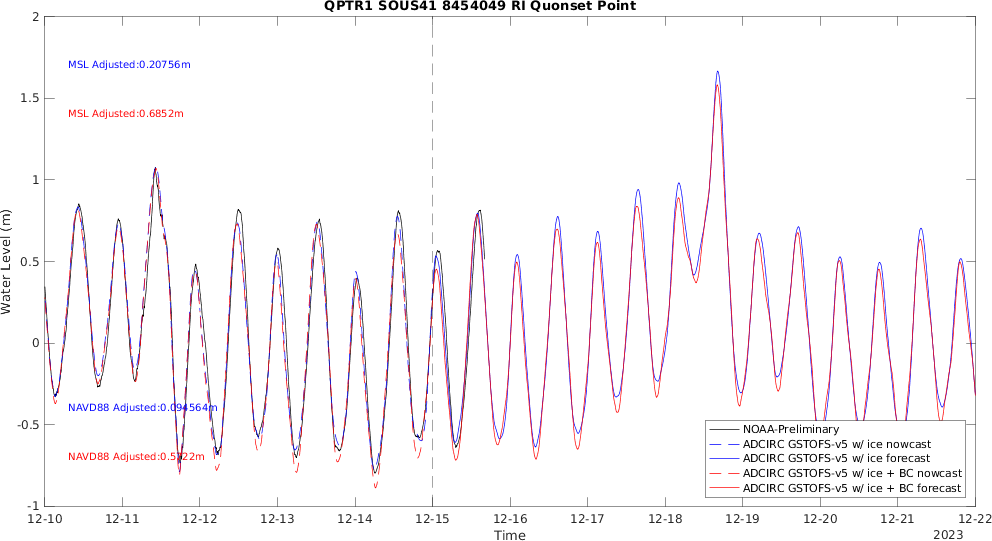 QPTR1 SOUS41 8454049 RI Quonset Point
2
1.5
1
0.5
0
-0.5
-1
Water Level (m)
MSL Adjusted:0.20756m
MSL Adjusted:0.6852m
NAVD88 Adjusted:0.094564m
NAVD88 Adjusted:0.5722m
NOAA-Preliminary
ADCIRC GSTOFS-v5 w/ ice nowcast
ADCIRC GSTOFS-v5 w/ ice forecast
ADCIRC GSTOFS-v5 w/ ice + BC nowcast
ADCIRC GSTOFS-v5 w/ ice + BC forecast
12-10 12-11 12-12 12-13 12-14 12-15 12-16 12-17 12-18 12-19 12-20 12-21 12-22
Time
2023